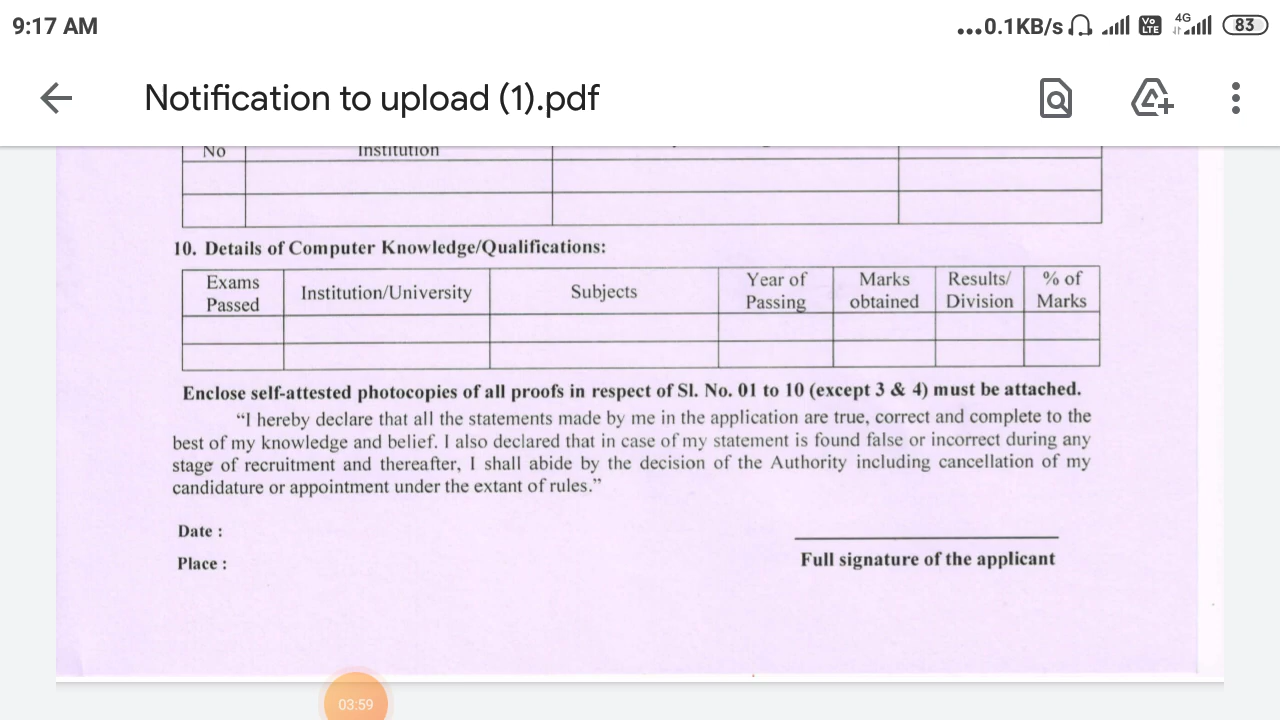 9:17 AM
...0.1KB/s
Vo
LTE
4G
83
Notification to upload (1).pdf
No
Institution
10. Details of Computer Knowledge/Qualifications:
Exams Passed
Institution/University
Subjects
Year of Passing
Marks obtained
Results/ Division
% of Marks
Enclose self-attested photocopies of all proofs in respect of Sl. No. 01 to 10 (except 3 & 4) must be attached.
“I hereby declare that all the statements made by me in the application are true, correct and complete to the
best of my knowledge and belief. I also declared that in case of my statement is found false or incorrect during any
stage of recruitment and thereafter, I shall abide by the decision of the Authority including cancellation of my
candidature or appointment under the extant of rules.”
Date :
Place :
Full signature of the applicant
03:59